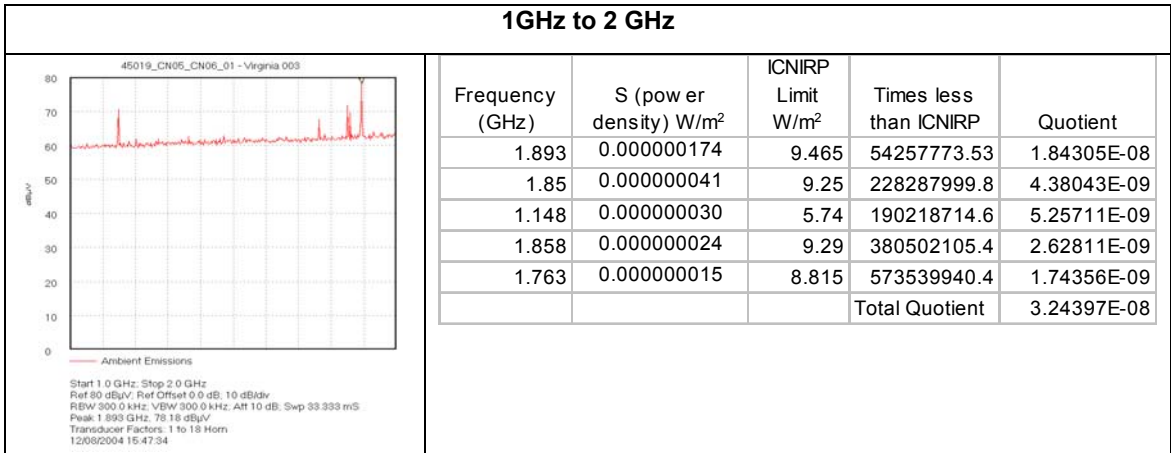 1GHz to 2 GHz
45019_CN05_CN06_01 - Virginia 003
80
70
60
50
40
30
20
10
0
dBµV
Ambient Emissions
Start 1.0 GHz; Stop 2.0 GHz
Ref 80 dBµV; Ref Offset 0.0 dB; 10 dB/div
RBW 300.0 kHz; VBW 300.0 kHz; Att 10 dB; Swp 33.333 mS
Peak 1.893 GHz, 78.18 dBµV
Transducer Factors: 1 to 18 Horn
12/08/2004 15:47:34
Frequency (GHz) S (pow er density) W/m² ICNIRP Limit W/m² Times less than ICNIRP Quotient
1.893 0.000000174 9.465 54257773.53 1.84305E-08
1.85 0.000000041 9.25 228287999.8 4.38043E-09
1.148 0.000000030 5.74 190218714.6 5.25711E-09
1.858 0.000000024 9.29 380502105.4 2.62811E-09
1.763 0.000000015 8.815 573539940.4 1.74356E-09
Total Quotient 3.24397E-08